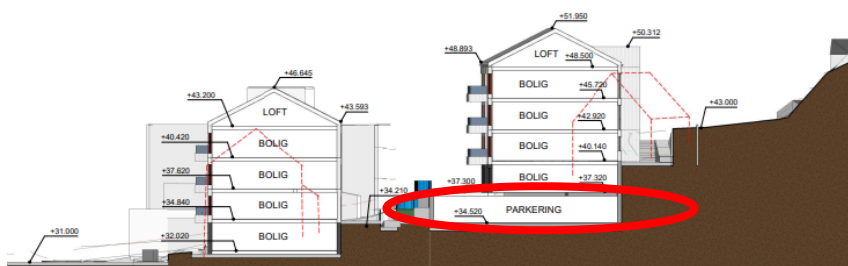 +51.950
+50.312
+48.893
LOFT
+48.500
+46.645
BOLIG
+45.720
+43.200
LOFT
+43.593
BOLIG
+42.920
+43.000
+40.420
BOLIG
BOLIG
+40.140
+37.620
BOLIG
+37.300
BOLIG
+37.320
+34.840
BOLIG
+34.210
PARKERING
+34.520
+31.000
+32.020
BOLIG